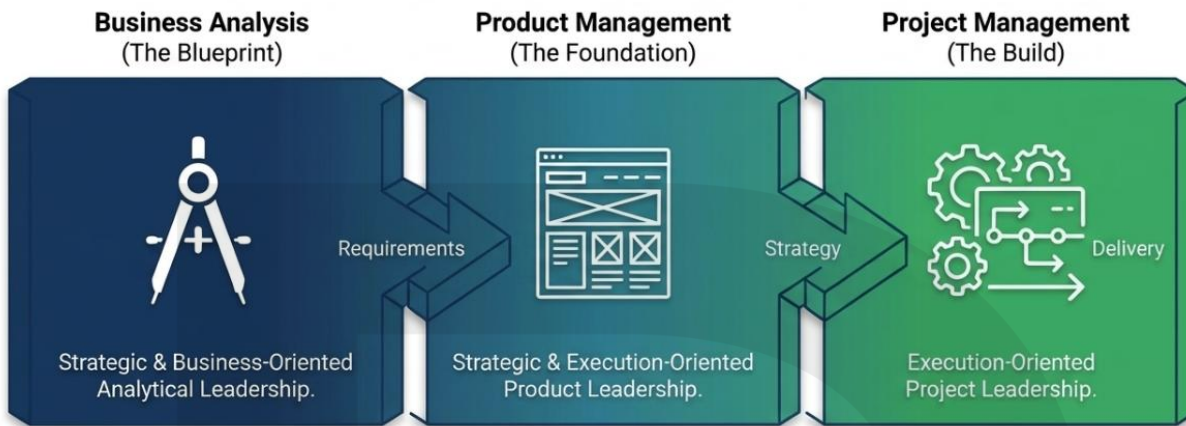 Business Analysis
(The Blueprint)
Product Management
(The Foundation)
Project Management
(The Build)
Requirements
Strategy
Delivery
Strategic & Business-Oriented
Analytical Leadership.
Strategic & Execution-Oriented
Product Leadership.
Execution-Oriented
Project Leadership.